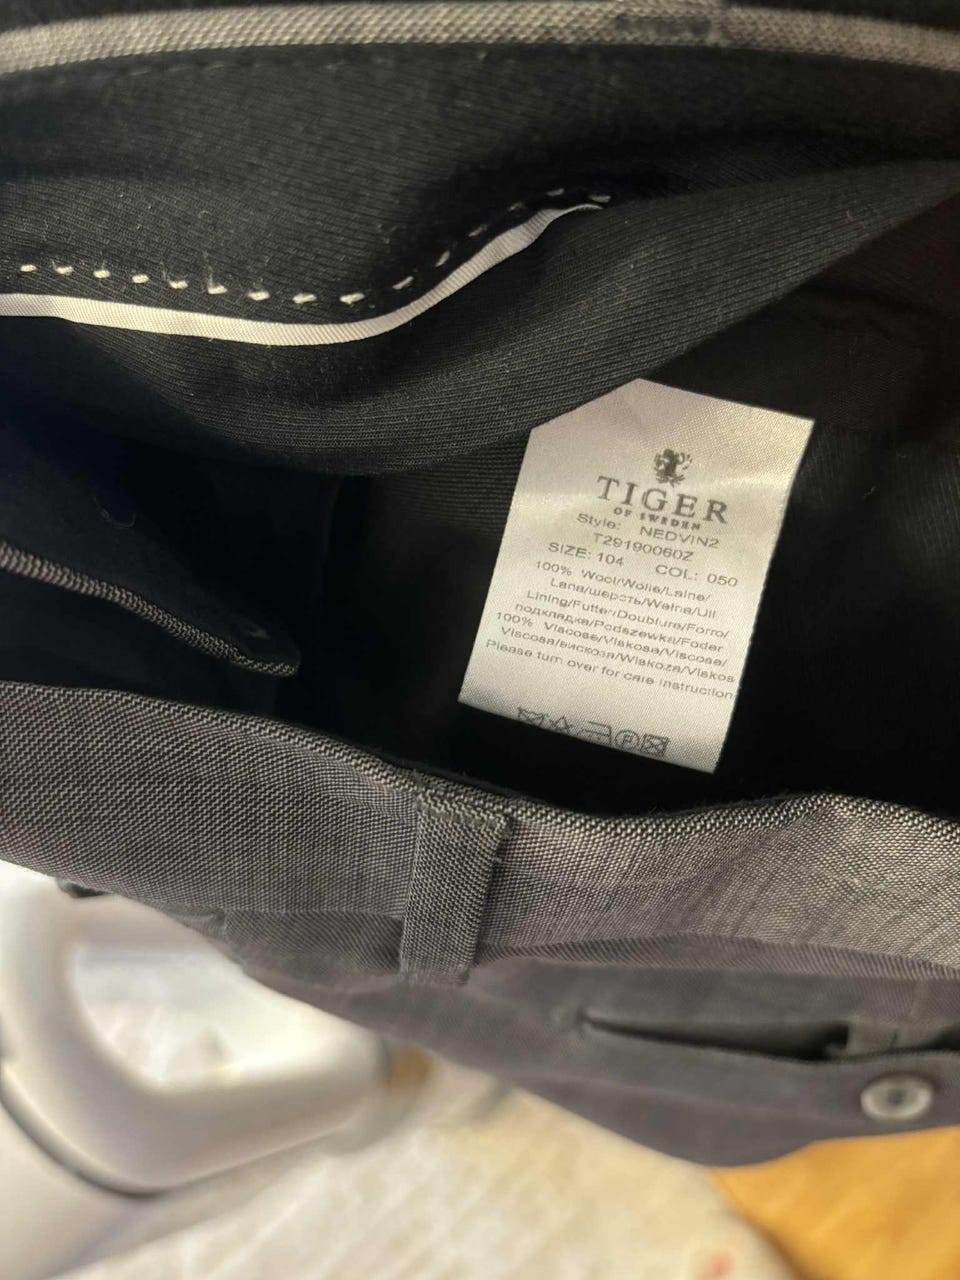 TIGER
OF SWEDEN
Style: NEDVIN2
T29190060Z
SIZE: 104 COL: 050
100% Wool/Wolle/Laine/
Lana/шерсть/Wełna/Ull
Lining/Futter/Doublure/Forro/
подкладка/Podszewka/Foder
100% Viscose/Viskose/Viscose/
Viscosa/вискоза/Wiskoza/Viskos
Please turn over for care instruction
P